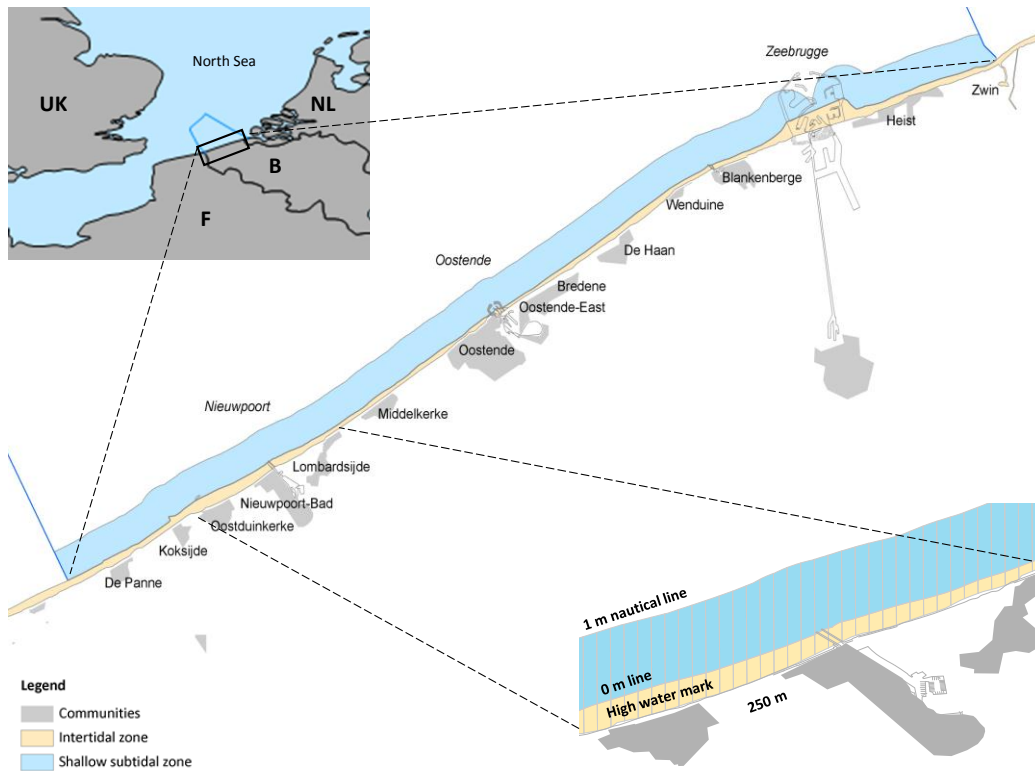 North Sea
UK
NL
B
F
Zeebrugge
Zwin
Heist
Blankenberge
Wenduine
De Haan
Oostende
Bredene
Oostende-East
Oostende
Middelkerke
Nieuwpoort
Lombardsijde
Nieuwpoort-Bad
Oostduinkerke
Koksijde
De Panne
1 m nautical line
0 m line
High water mark
250 m
Legend
Communities
Intertidal zone
Shallow subtidal zone